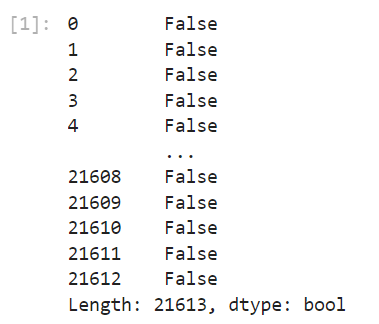 [1]: 0 False
1 False
2 False
3 False
4 False
...
21608 False
21609 False
21610 False
21611 False
21612 False
Length: 21613, dtype: bool